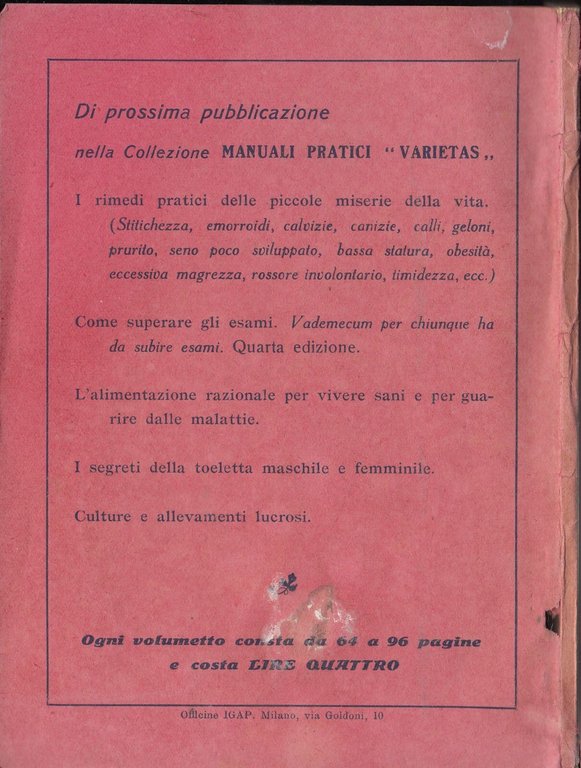 Di prossima pubblicazione
nella Collezione MANUALI PRATICI “ VARIETAS „
I rimedi pratici delle piccole miserie della vita.
(Stitichezza, emorroidi, calvizie, canizie, calli, geloni,
prurito, seno poco sviluppato, bassa statura, obesità,
eccessiva magrezza, rossore involontario, timidezza, ecc.)
Come superare gli esami. Vademecum per chiunque ha
da subire esami. Quarta edizione.
L'alimentazione razionale per vivere sani e per gua-
rire dalle malattie.
I segreti della toeletta maschile e femminile.
Culture e allevamenti lucrosi.
Ogni volumetto consta da 64 a 96 pagine
e costa LIRE QUATTRO
Officine IGAP. Milano, via Goldoni, 10